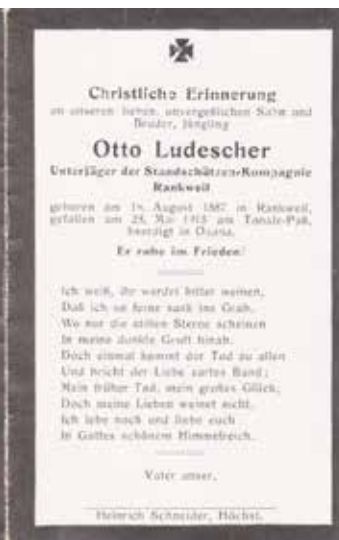 Christliche Erinnerung
an unseren lieben, unvergeßlichen Sohn und
Bruder, Jüngling
Otto Ludescher
Unterjäger der Standschützen-Kompagnie
Rankweil
geboren am August 1887 in Rankweil,
gefallen am Mai 1915 am Tonale-Paß,
beerdigt in
Er ruhe im Frieden!
Ich weiß, ihr werdet bitter weinen,
Daß ich so ferne sank ins Grab,
Wo nur die stillen Sterne scheinen
In meine dunkle Gruft hinab.
Doch einmal kommt der Tod zu allen
Und bricht der Liebe zartes Band;
Mein früher Tod, mein großes Glück,
Doch meine Lieben weinet nicht,
Ich lebe noch und liebe euch
In Gottes schönem Himmelreich.
Vater unser.
Heinrich Schneider, Höchst.